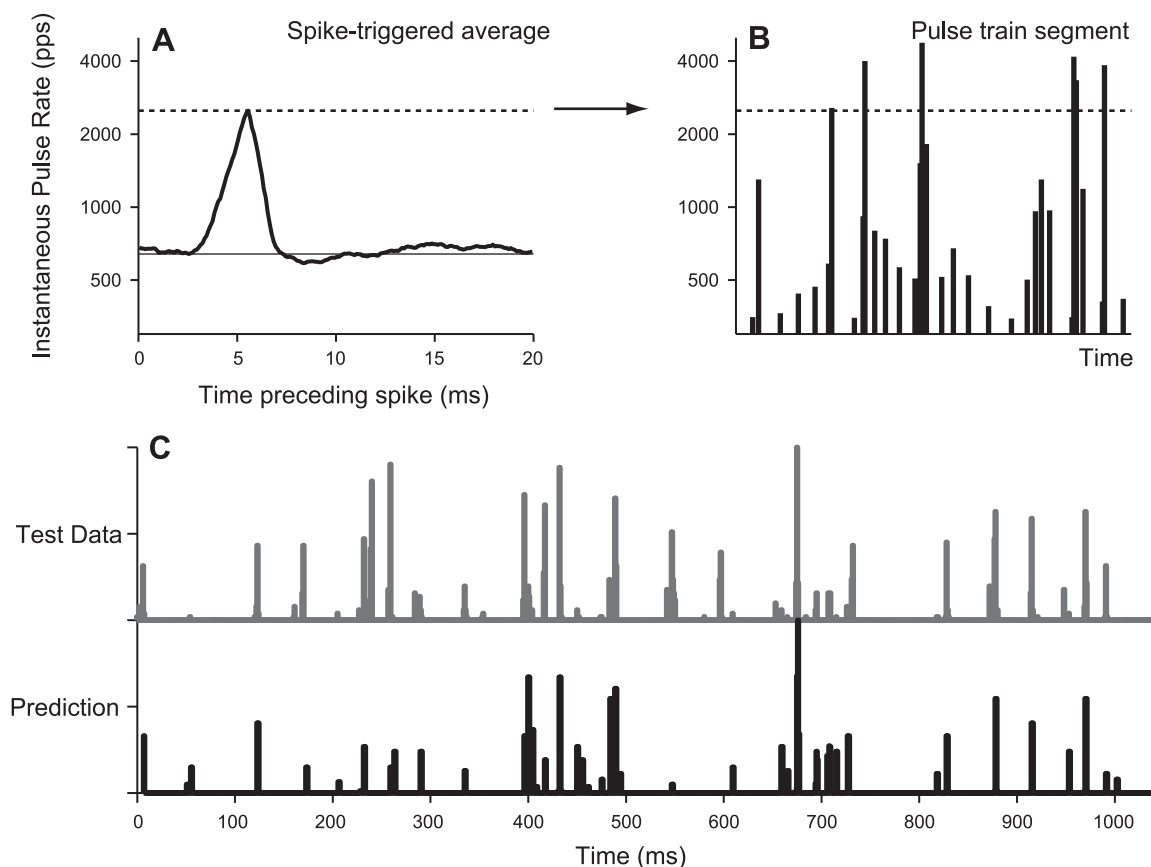 A
Spike-triggered average
Instantaneous Pulse Rate (pps)
4000
2000
1000
500
0
5
10
15
20
Time preceding spike (ms)
B
Pulse train segment
4000
2000
1000
500
Time
C
Test Data
Prediction
0
100
200
300
400
500
600
700
800
900
1000
Time (ms)